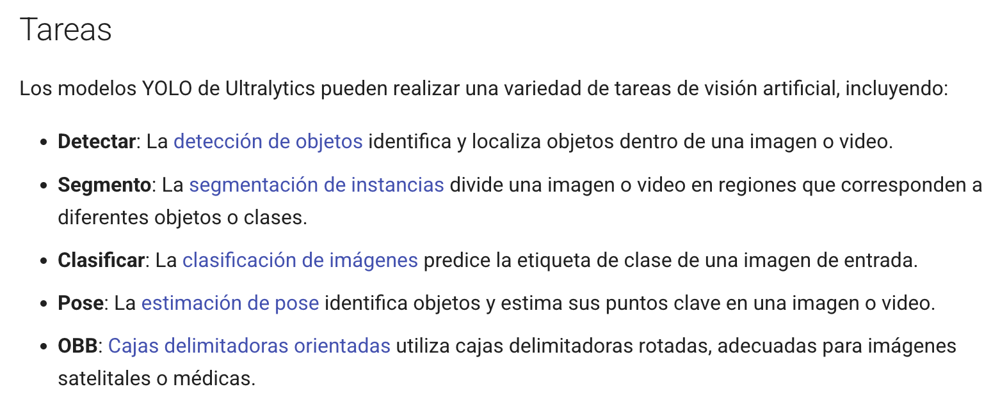 Tareas
Los modelos YOLO de Ultralytics pueden realizar una variedad de tareas de visión artificial, incluyendo:
• Detectar: La detección de objetos identifica y localiza objetos dentro de una imagen o video.
• Segmento: La segmentación de instancias divide una imagen o video en regiones que corresponden a
diferentes objetos o clases.
• Clasificar: La clasificación de imágenes predice la etiqueta de clase de una imagen de entrada.
• Pose: La estimación de pose identifica objetos y estima sus puntos clave en una imagen o video.
• OBB: Cajas delimitadoras orientadas utiliza cajas delimitadoras rotadas, adecuadas para imágenes
satelitales o médicas.